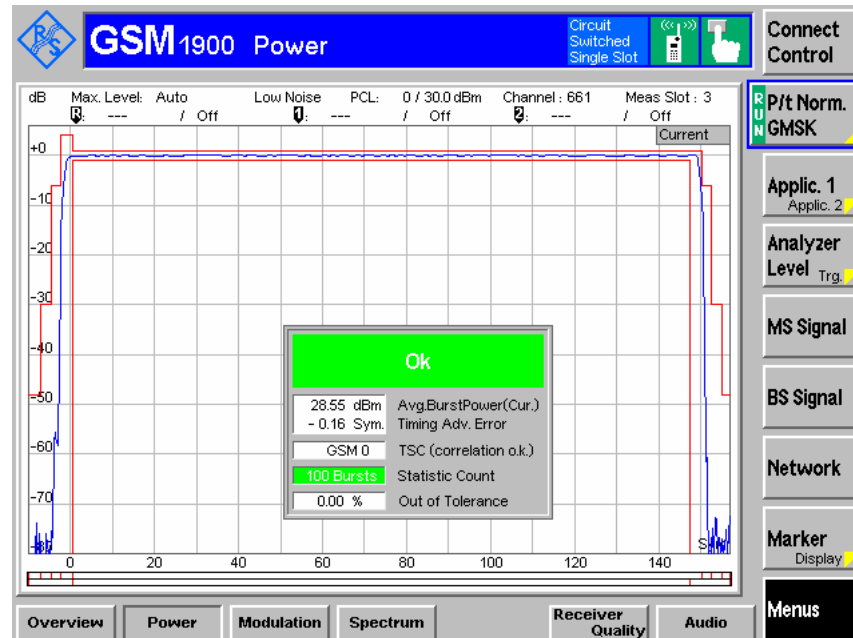 R S
GSM 1900 Power
Circuit
Switched
Single Slot
Connect
Control
dB Max. Level: Auto Low Noise PCL: 0 / 30.0 dBm Channel : 661 Meas Slot : 3
R: --- / Off 1: --- / Off 2: --- / Off
Current
RUN
P/t Norm.
GMSK
Applic. 1
Applic. 2
Analyzer
Level Trg.
MS Signal
BS Signal
Network
Marker
Display
Menus
+0
-10
-20
-30
-40
-50
-60
-70
-80
Ok
28.55 dBm Avg.BurstPower(Cur.)
- 0.16 Sym. Timing Adv. Error
GSM 0 TSC (correlation o.k.)
100 Bursts Statistic Count
0.00 % Out of Tolerance
0 20 40 60 80 100 120 140
Overview Power Modulation Spectrum Receiver Quality Audio